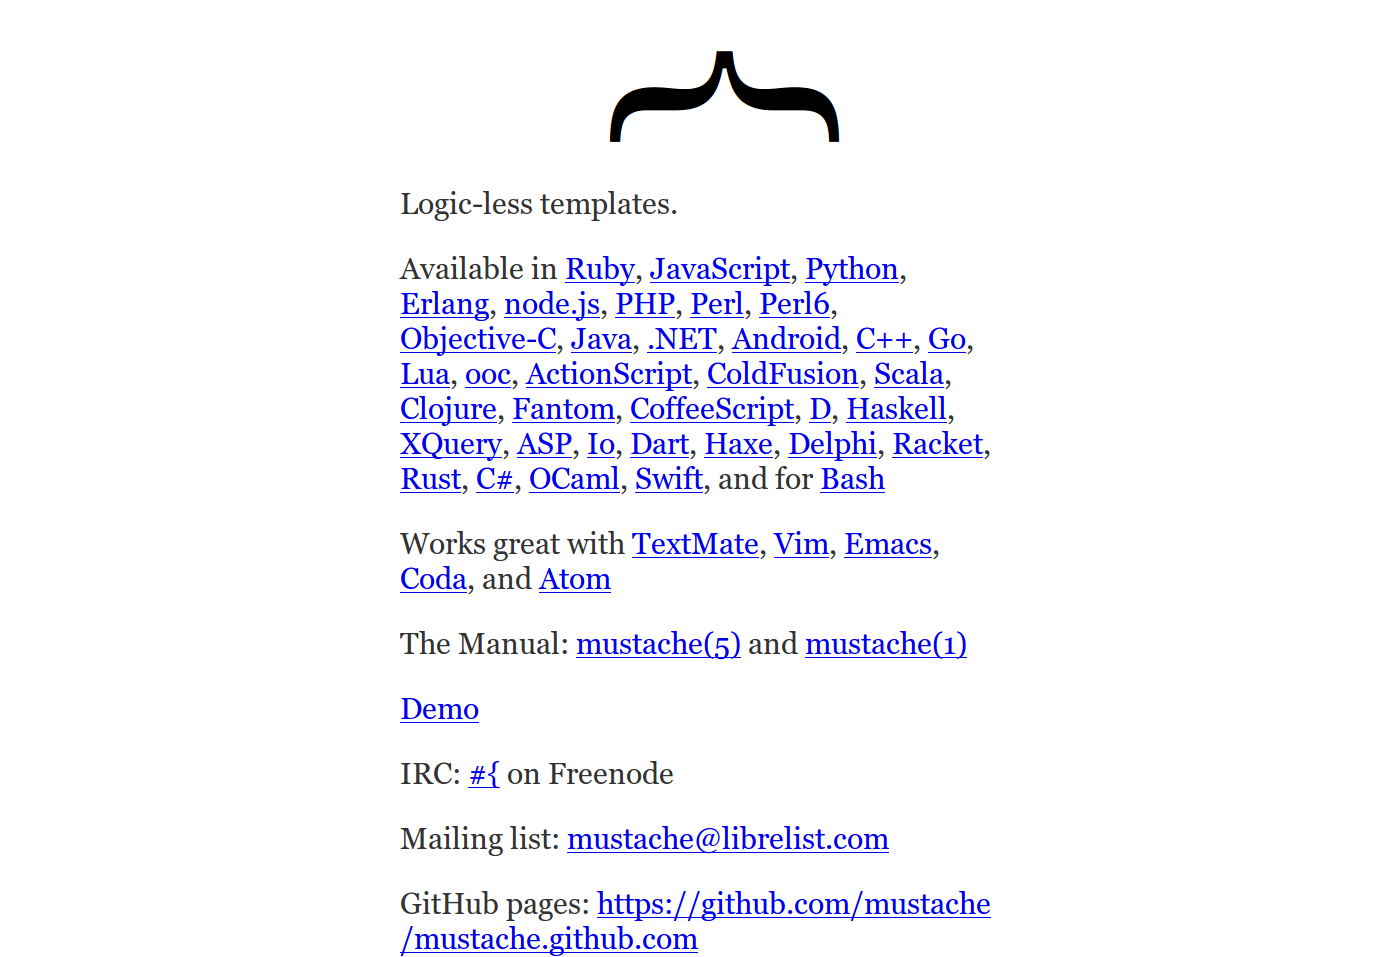 Logic-less templates.
Available in Ruby, JavaScript, Python,
Erlang, node.js, PHP, Perl, Perl6,
Objective-C, Java, .NET, Android, C++, Go,
Lua, ooc, ActionScript, ColdFusion, Scala,
Clojure, Fantom, CoffeeScript, D, Haskell,
XQuery, ASP, Io, Dart, Haxe, Delphi, Racket,
Rust, C#, OCaml, Swift, and for Bash
Works great with TextMate, Vim, Emacs,
Coda, and Atom
The Manual: mustache(5) and mustache(1)
Demo
IRC: #{ on Freenode
Mailing list: mustache@librelist.com
GitHub pages: https://github.com/mustache
/mustache.github.com